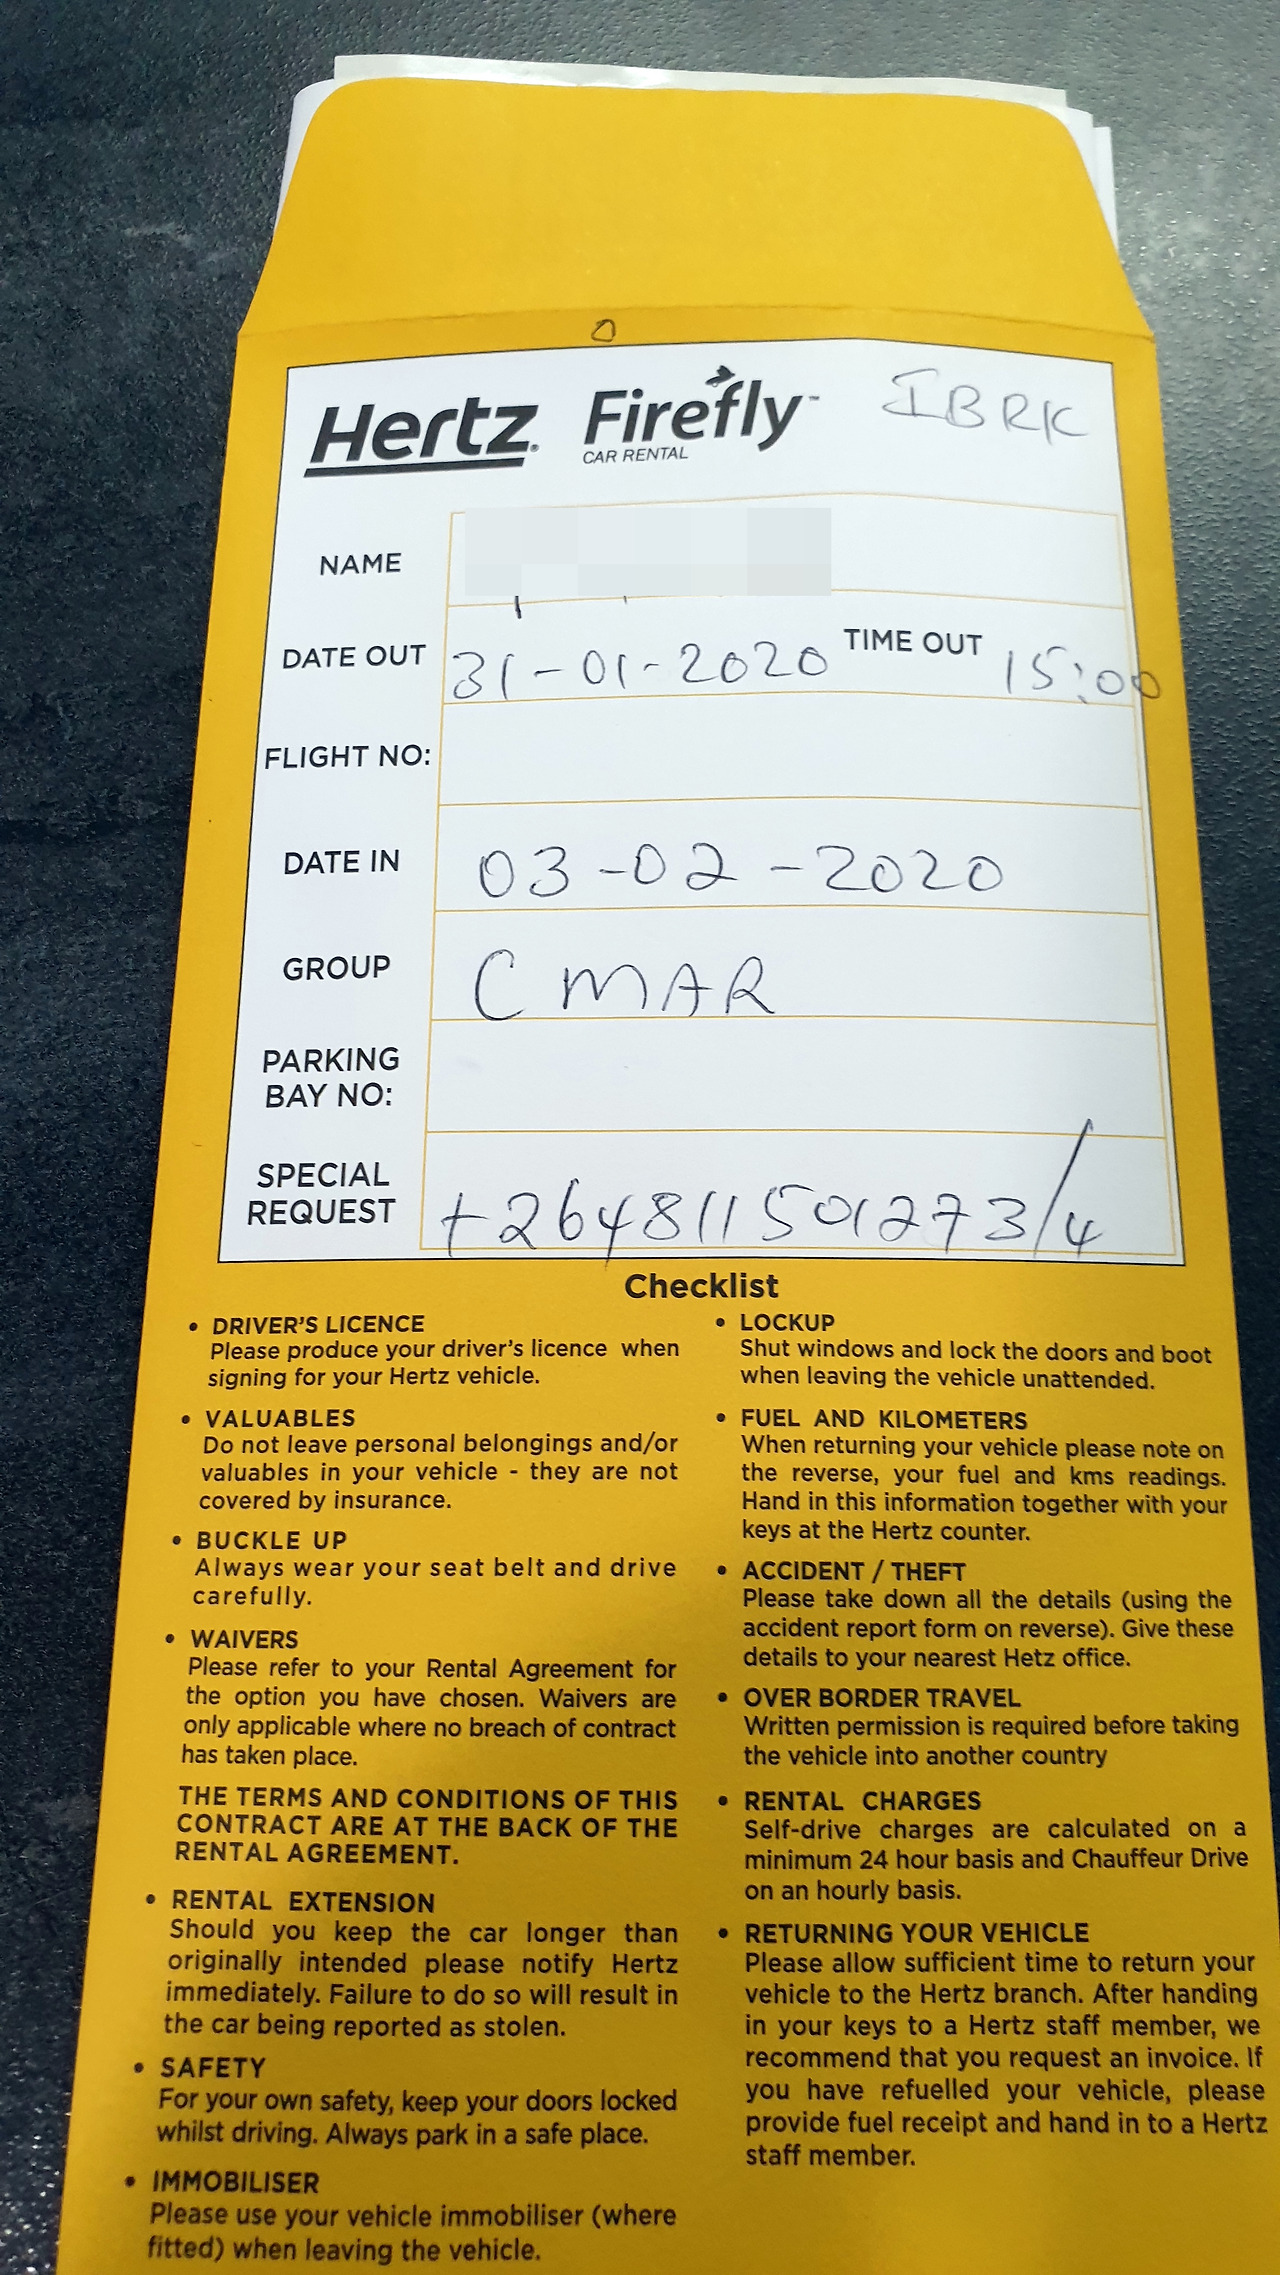 Hertz. Firefly™ IBRK
CAR RENTAL
NAME
DATE OUT 31-01-2020 TIME OUT 15:00
FLIGHT NO:
DATE IN 03-02-2020
GROUP CMAR
PARKING
BAY NO:
SPECIAL
REQUEST +264811501273/4
Checklist
• DRIVER'S LICENCE
Please produce your driver's licence when
signing for your Hertz vehicle.
• VALUABLES
Do not leave personal belongings and/or
valuables in your vehicle - they are not
covered by insurance.
• BUCKLE UP
Always wear your seat belt and drive
carefully.
• WAIVERS
Please refer to your Rental Agreement for
the option you have chosen. Waivers are
only applicable where no breach of contract
has taken place.
THE TERMS AND CONDITIONS OF THIS
CONTRACT ARE AT THE BACK OF THE
RENTAL AGREEMENT.
• RENTAL EXTENSION
Should you keep the car longer than
originally intended please notify Hertz
immediately. Failure to do so will result in
the car being reported as stolen.
• SAFETY
For your own safety, keep your doors locked
whilst driving. Always park in a safe place.
• IMMOBILISER
Please use your vehicle immobiliser (where
fitted) when leaving the vehicle.
• LOCKUP
Shut windows and lock the doors and boot
when leaving the vehicle unattended.
• FUEL AND KILOMETERS
When returning your vehicle please note on
the reverse, your fuel and kms readings.
Hand in this information together with your
keys at the Hertz counter.
• ACCIDENT / THEFT
Please take down all the details (using the
accident report form on reverse). Give these
details to your nearest Hetz office.
• OVER BORDER TRAVEL
Written permission is required before taking
the vehicle into another country
• RENTAL CHARGES
Self-drive charges are calculated on a
minimum 24 hour basis and Chauffeur Drive
on an hourly basis.
• RETURNING YOUR VEHICLE
Please allow sufficient time to return your
vehicle to the Hertz branch. After handing
in your keys to a Hertz staff member, we
recommend that you request an invoice. If
you have refuelled your vehicle, please
provide fuel receipt and hand in to a Hertz
staff member.